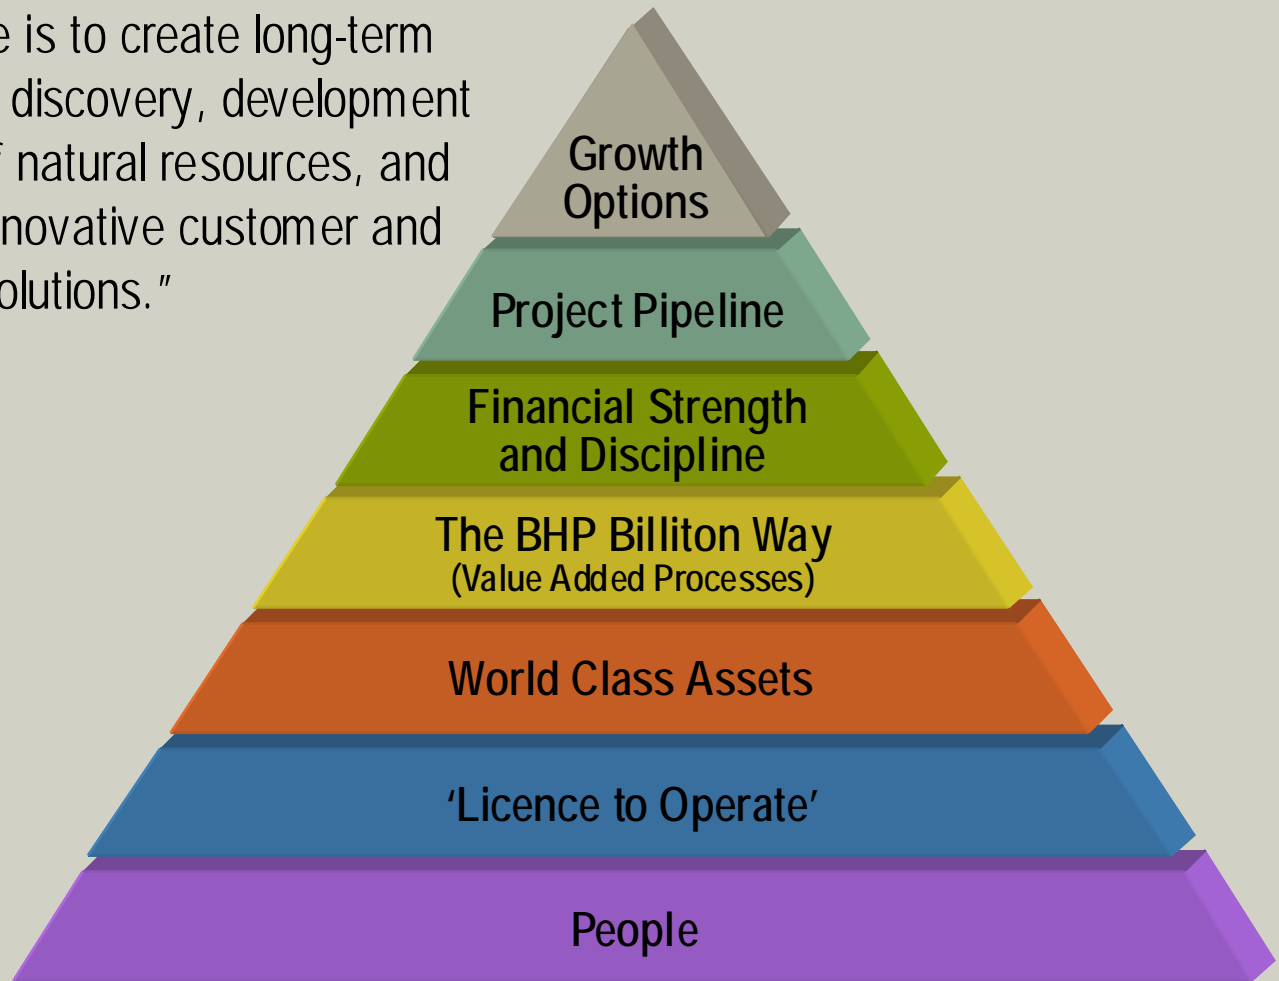 e is to create long-term
discovery, development
f natural resources, and
novative customer and
olutions."
Growth
Options
Project Pipeline
Financial Strength
and Discipline
The BHP Billiton Way
(Value Added Processes)
World Class Assets
‘Licence to Operate’
People